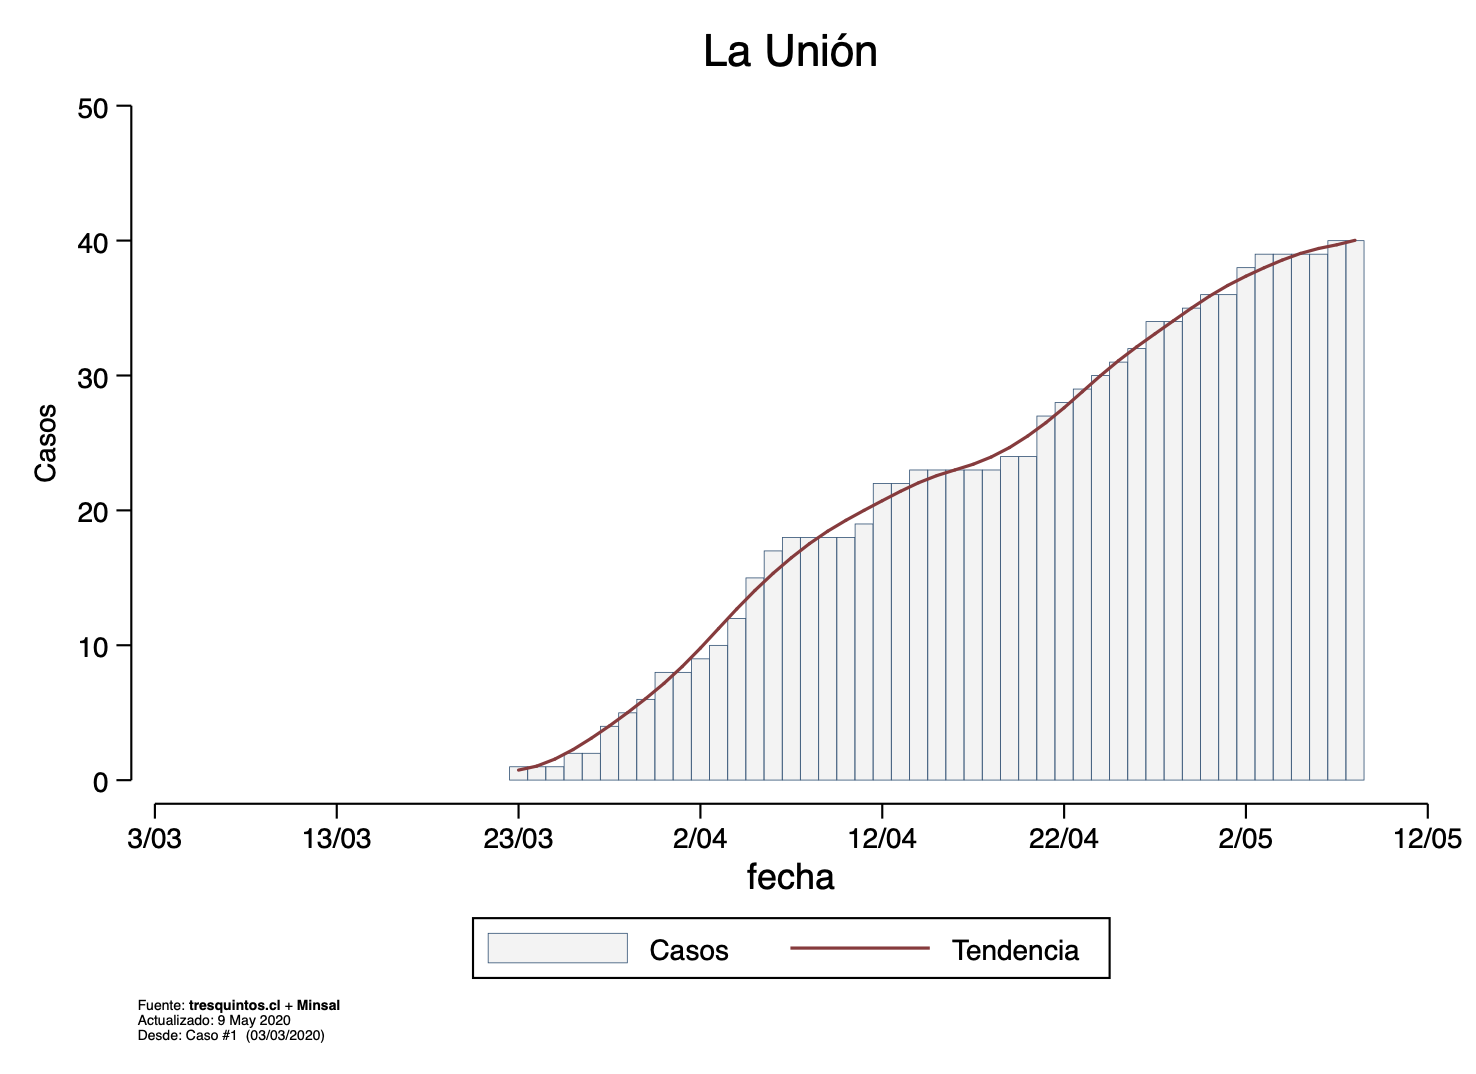 La Unión
50
40
30
20
10
0
Casos
3/03 13/03 23/03 2/04 12/04 22/04 2/05 12/05
fecha
Casos Tendencia
Fuente: tresquintos.cl + Minsal
Actualizado: 9 May 2020
Desde: Caso #1 (03/03/2020)